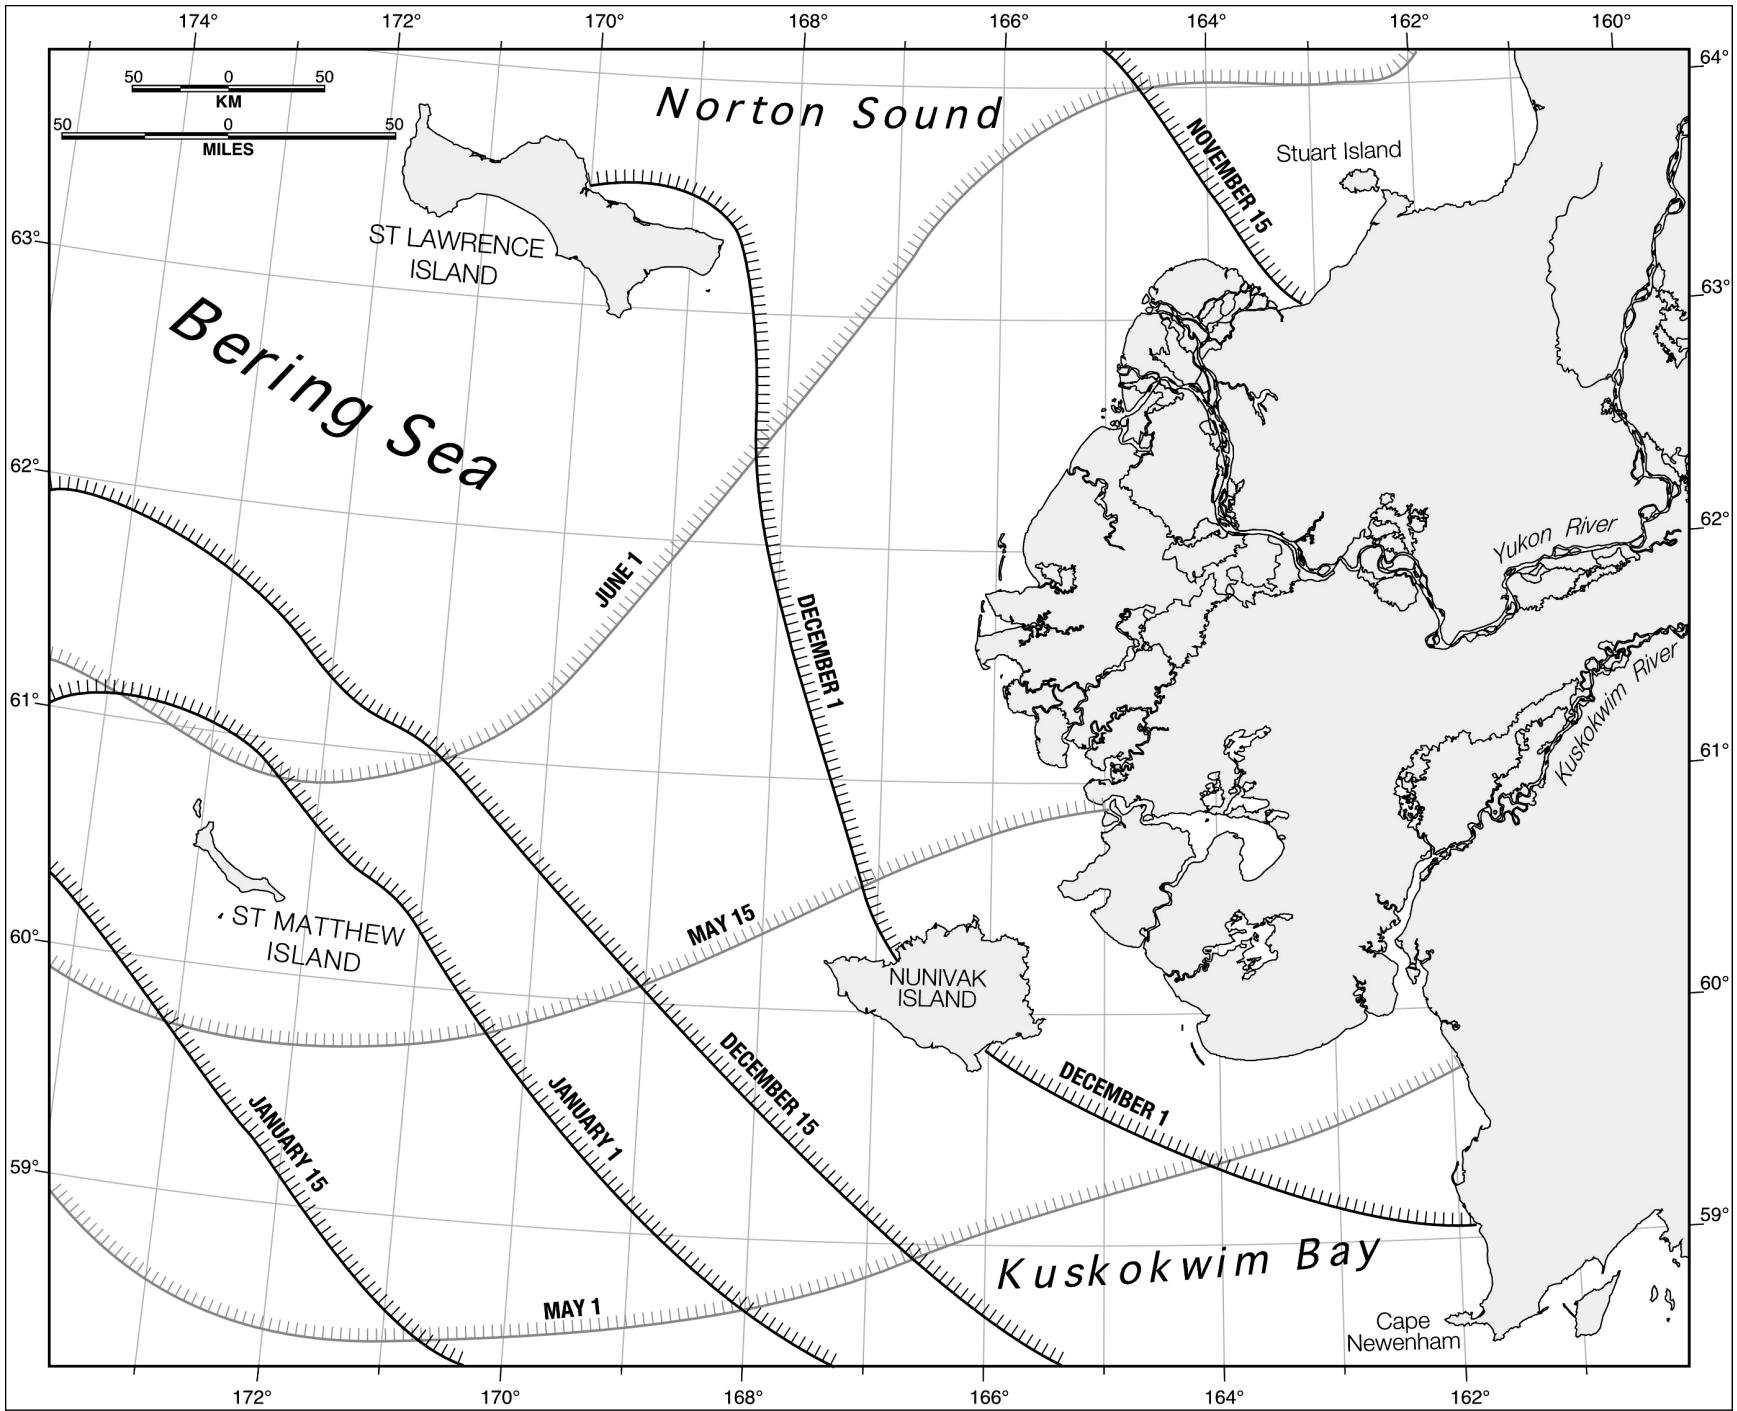 174° 172° 170° 168° 166° 164° 162° 160°
64°
50 0 50
KM
50 0 50
MILES
Norton Sound
NOVEMBER 15
Stuart Island
63°
ST LAWRENCE
ISLAND
63°
Bering Sea
62°
62°
Yukon River
JUNE 1
DECEMBER 1
Kuskokwim River
61°
61°
MAY 15
ST MATTHEW
ISLAND
60°
NUNIVAK
ISLAND
60°
DECEMBER 15
JANUARY 1
JANUARY 15
DECEMBER 1
59°
59°
Kuskokwim Bay
MAY 1
Cape
Newenham
172° 170° 168° 166° 164° 162°